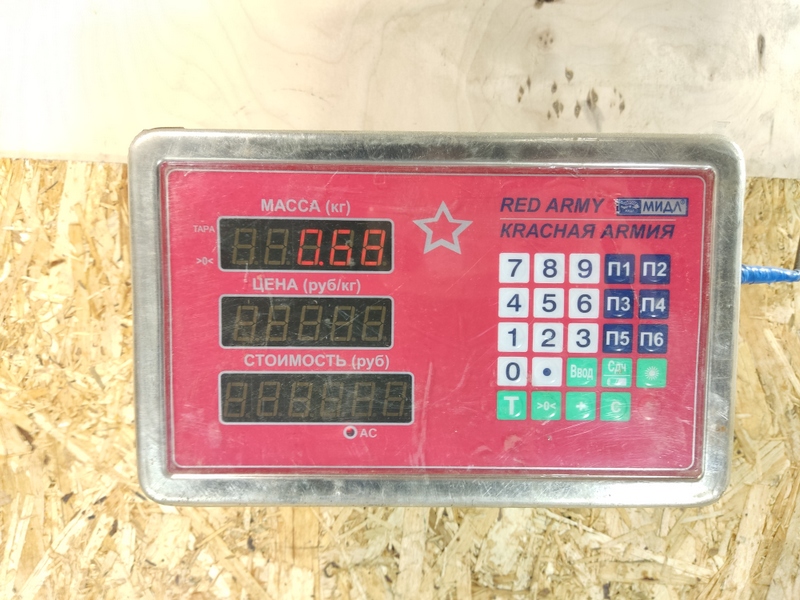 МАССА (кг)
ТАРА
>0<
ЦЕНА (руб/кг)
СТОИМОСТЬ (руб)
AC
RED ARMY МИДЛ®
КРАСНАЯ АРМИЯ
7 8 9 П1 П2
4 5 6 П3 П4
1 2 3 П5 П6
0 • Ввод Сдч
T >0< + C